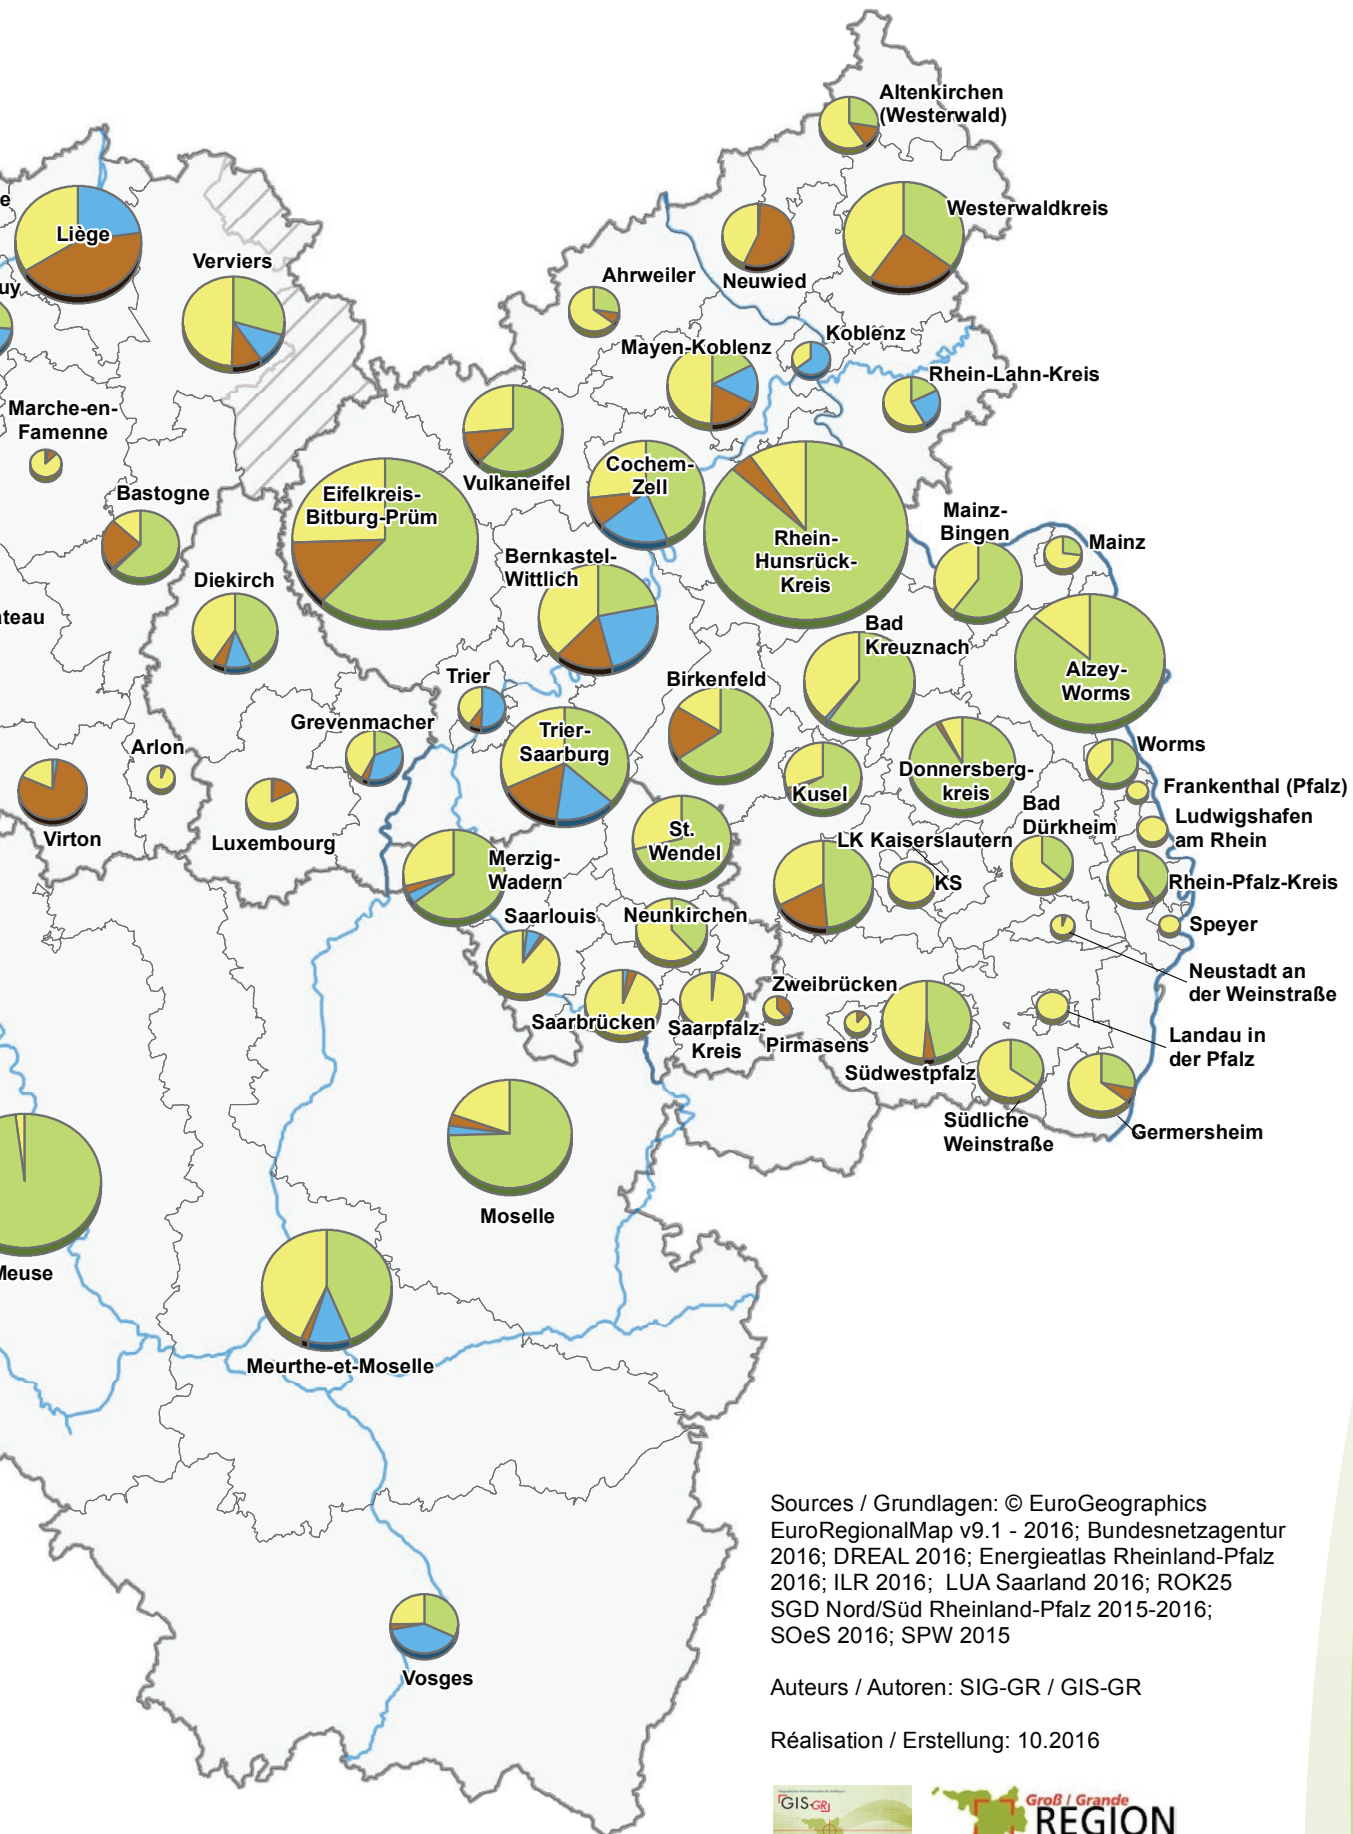 Altenkirchen
(Westerwald)
Westerwaldkreis
e
Liège
Verviers
uy
Neuwied
Ahrweiler
Koblenz
Mayen-Koblenz
Rhein-Lahn-Kreis
Marche-en-
Famenne
Vulkaneifel
Cochem-
Zell
Bastogne
Eifelkreis-
Bitburg-Prüm
Rhein-
Hunsrück-
Kreis
Mainz-
Bingen
Mainz
Bernkastel-
Wittlich
Diekirch
ateau
Bad
Kreuznach
Alzey-
Worms
Trier
Birkenfeld
Grevenmacher
Trier-
Saarburg
Arlon
Worms
Kusel
Donnersberg-
kreis
Frankenthal (Pfalz)
Bad
Dürkheim
Ludwigshafen
am Rhein
Virton
Luxembourg
St.
Wendel
LK Kaiserslautern
KS
Merzig-
Wadern
Rhein-Pfalz-Kreis
Saarlouis
Neunkirchen
Speyer
Neustadt an
der Weinstraße
Zweibrücken
Saarbrücken
Saarpfalz-
Kreis
Pirmasens
Landau in
der Pfalz
Südwestpfalz
Südliche
Weinstraße
Germersheim
Moselle
Meuse
Meurthe-et-Moselle
Vosges
Sources / Grundlagen: © EuroGeographics
EuroRegionalMap v9.1 - 2016; Bundesnetzagentur
2016; DREAL 2016; Energieatlas Rheinland-Pfalz
2016; ILR 2016; LUA Saarland 2016; ROK25
SGD Nord/Süd Rheinland-Pfalz 2015-2016;
SOeS 2016; SPW 2015
Auteurs / Autoren: SIG-GR / GIS-GR
Réalisation / Erstellung: 10.2016
GIS-GR
Groß / Grande
REGION